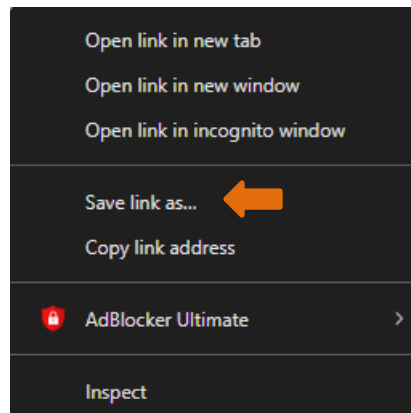 Open link in new tab
Open link in new window
Open link in incognito window
Save link as...
Copy link address
AdBlocker Ultimate
Inspect